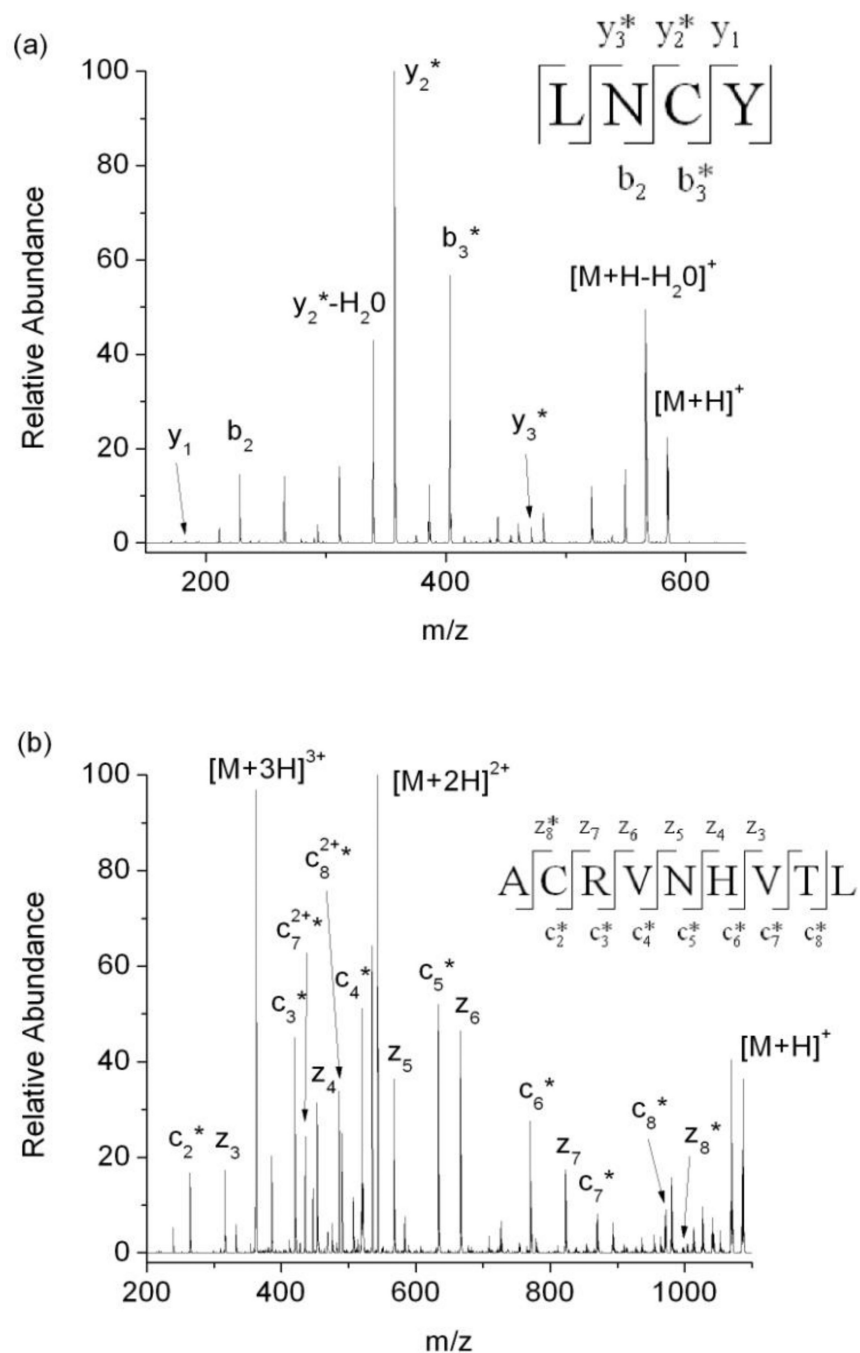 (a)
y3* y2* y1
LNCY
b2 b3*
100
80
60
40
20
0
Relative Abundance
y2*
b3*
y2*-H20
[M+H-H20]+
[M+H]+
y1
b2
y3*
200 400 600
m/z
(b)
[M+3H]3+
[M+2H]2+
z8* z7 z6 z5 z4 z3
ACRVNHVTL
c2* c3* c4* c5* c6* c7* c8*
100
80
60
40
20
0
Relative Abundance
c8 2+*
c7 2+*
c3*
c4*
c5*
z6
z4
z5
[M+H]+
c2*
z3
c6*
z7
c7*
c8*
z8*
200 400 600 800 1000
m/z